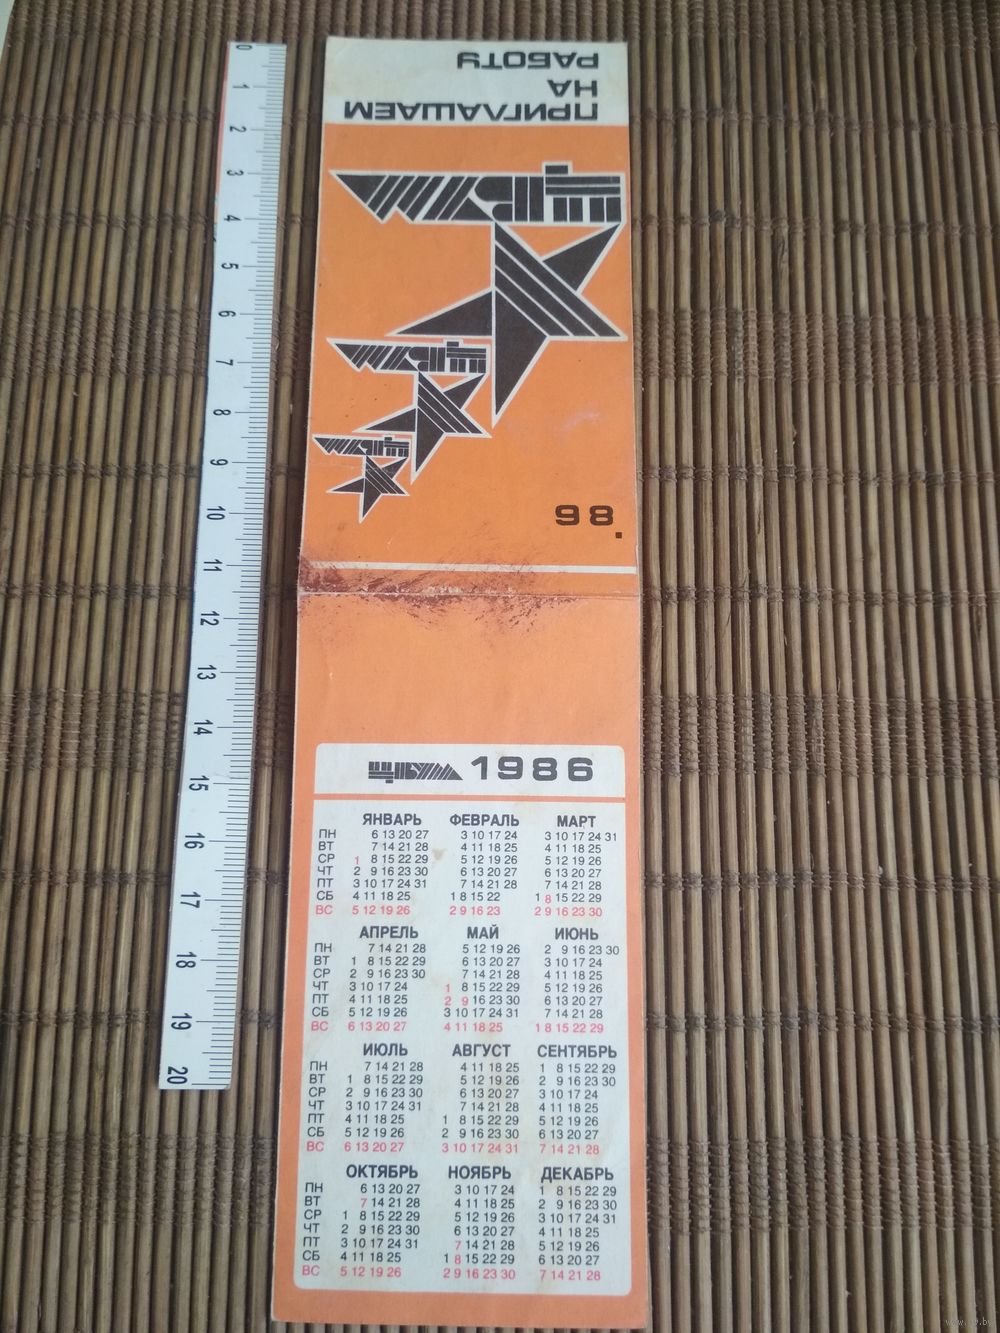 ПРИГЛАШАЕМ
НА
РАБОТУ
86.
1986
ЯНВАРЬ ФЕВРАЛЬ МАРТ
ПН 6 13 20 27 3 10 17 24 3 10 17 24 31
ВТ 7 14 21 28 4 11 18 25 4 11 18 25
СР 1 8 15 22 29 5 12 19 26 5 12 19 26
ЧТ 2 9 16 23 30 6 13 20 27 6 13 20 27
ПТ 3 10 17 24 31 7 14 21 28 7 14 21 28
СБ 4 11 18 25 1 8 15 22 1 8 15 22 29
ВС 5 12 19 26 2 9 16 23 2 9 16 23 30
АПРЕЛЬ МАЙ ИЮНЬ
ПН 7 14 21 28 5 12 19 26 2 9 16 23 30
ВТ 1 8 15 22 29 6 13 20 27 3 10 17 24
СР 2 9 16 23 30 7 14 21 28 4 11 18 25
ЧТ 3 10 17 24 1 8 15 22 29 5 12 19 26
ПТ 4 11 18 25 2 9 16 23 30 6 13 20 27
СБ 5 12 19 26 3 10 17 24 31 7 14 21 28
ВС 6 13 20 27 4 11 18 25 1 8 15 22 29
ИЮЛЬ АВГУСТ СЕНТЯБРЬ
ПН 7 14 21 28 4 11 18 25 1 8 15 22 29
ВТ 1 8 15 22 29 5 12 19 26 2 9 16 23 30
СР 2 9 16 23 30 6 13 20 27 3 10 17 24
ЧТ 3 10 17 24 31 7 14 21 28 4 11 18 25
ПТ 4 11 18 25 1 8 15 22 29 5 12 19 26
СБ 5 12 19 26 2 9 16 23 30 6 13 20 27
ВС 6 13 20 27 3 10 17 24 31 7 14 21 28
ОКТЯБРЬ НОЯБРЬ ДЕКАБРЬ
ПН 6 13 20 27 3 10 17 24 1 8 15 22 29
ВТ 7 14 21 28 4 11 18 25 2 9 16 23 30
СР 1 8 15 22 29 5 12 19 26 3 10 17 24 31
ЧТ 2 9 16 23 30 6 13 20 27 4 11 18 25
ПТ 3 10 17 24 31 7 14 21 28 5 12 19 26
СБ 4 11 18 25 1 8 15 22 29 6 13 20 27
ВС 5 12 19 26 2 9 16 23 30 7 14 21 28
0 1 2 3 4 5 6 7 8 9 10 11 12 13 14 15 16 17 18 19 20